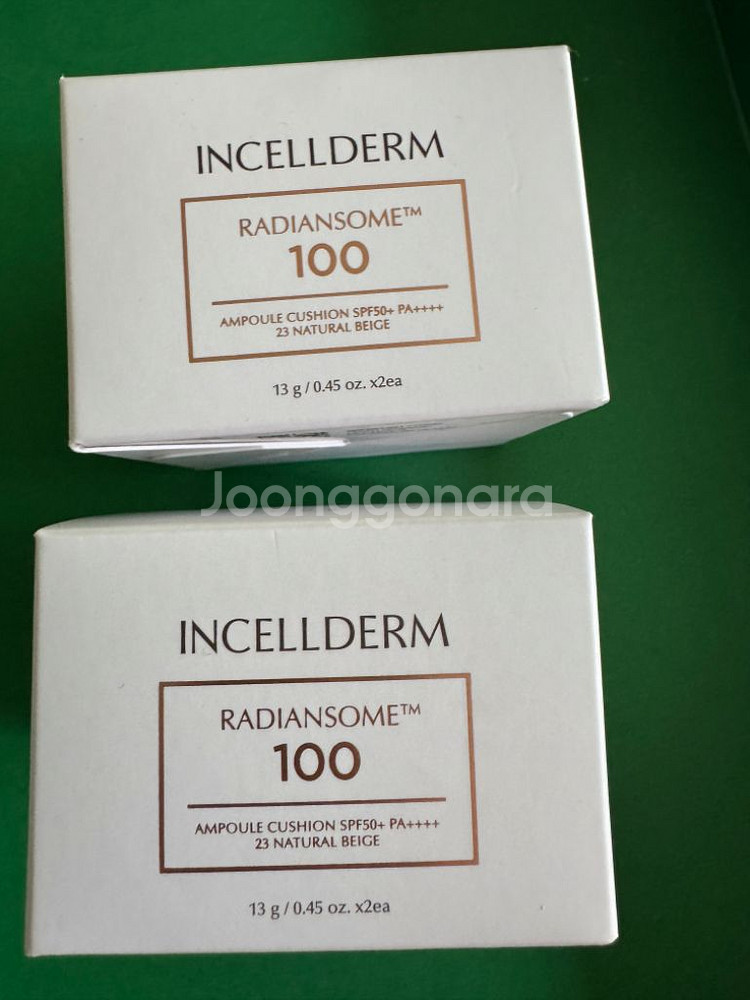 INCELLDERM
RADIANSOME™
100
AMPOULE CUSHION SPF50+ PA++++
23 NATURAL BEIGE
13 g / 0.45 oz. x2ea
Joonggonara
INCELLDERM
RADIANSOME™
100
AMPOULE CUSHION SPF50+ PA++++
23 NATURAL BEIGE
13 g / 0.45 oz. x2ea